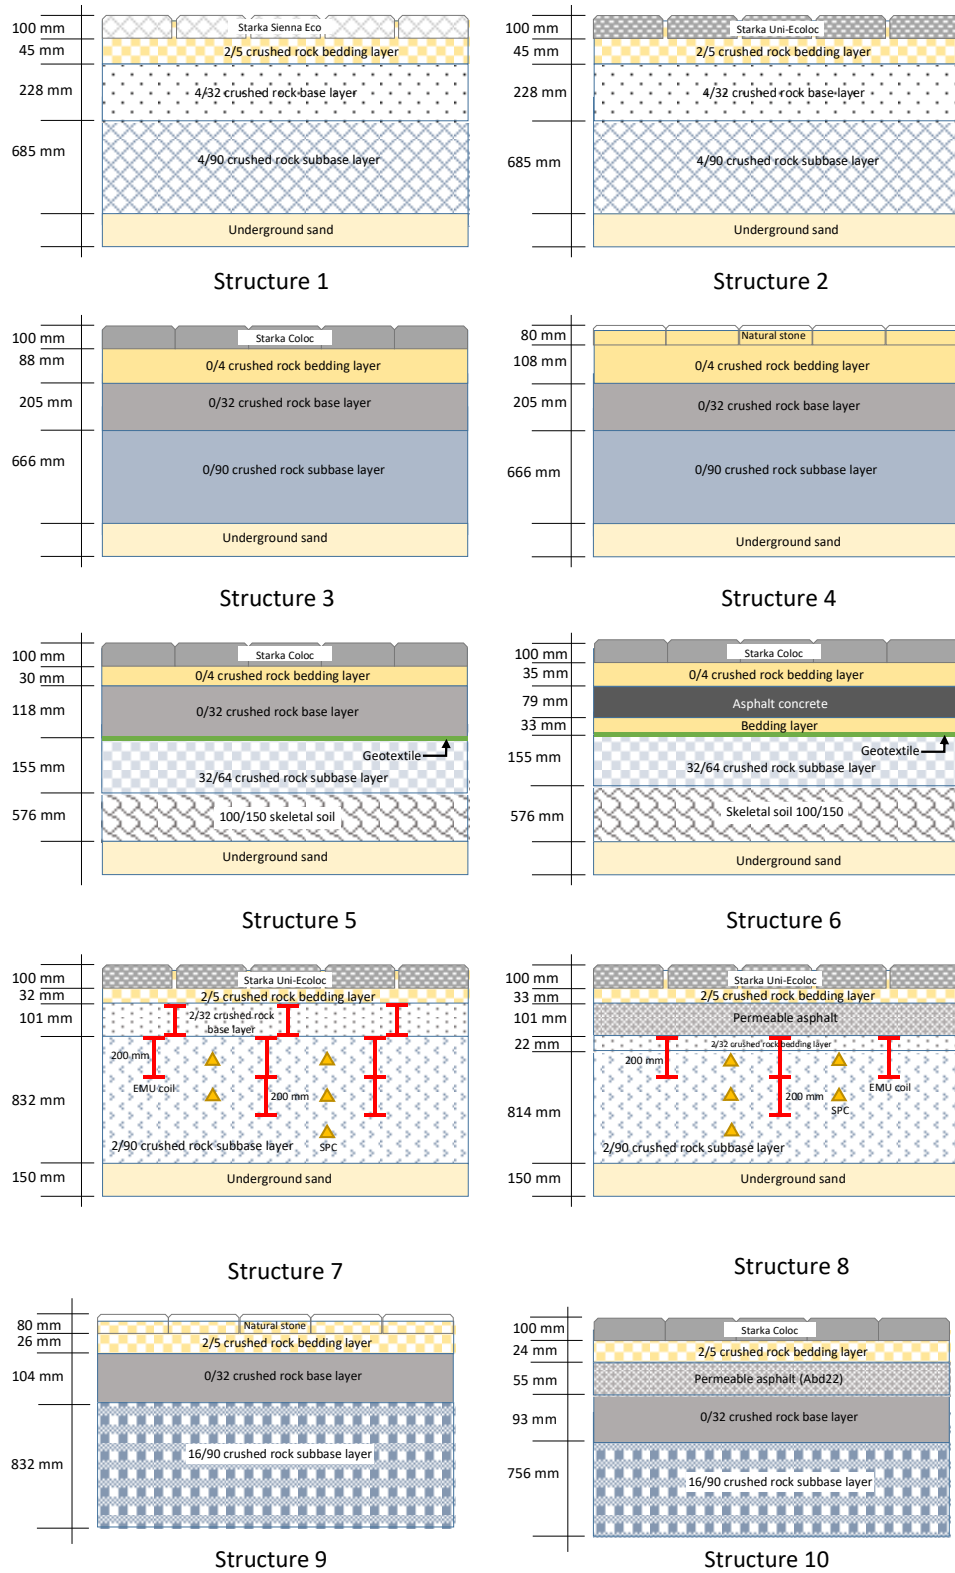 100 mm
Starka Sienna Eco
45 mm
2/5 crushed rock bedding layer
228 mm
4/32 crushed rock base layer
685 mm
4/90 crushed rock subbase layer
Underground sand
Structure 1
100 mm
Starka Uni-Ecoloc
45 mm
2/5 crushed rock bedding layer
228 mm
4/32 crushed rock base layer
685 mm
4/90 crushed rock subbase layer
Underground sand
Structure 2
100 mm
Starka Coloc
88 mm
0/4 crushed rock bedding layer
205 mm
0/32 crushed rock base layer
666 mm
0/90 crushed rock subbase layer
Underground sand
Structure 3
80 mm
Natural stone
108 mm
0/4 crushed rock bedding layer
205 mm
0/32 crushed rock base layer
666 mm
0/90 crushed rock subbase layer
Underground sand
Structure 4
100 mm
Starka Coloc
30 mm
0/4 crushed rock bedding layer
118 mm
0/32 crushed rock base layer
Geotextile
155 mm
32/64 crushed rock subbase layer
576 mm
100/150 skeletal soil
Underground sand
Structure 5
100 mm
Starka Coloc
35 mm
0/4 crushed rock bedding layer
79 mm
Asphalt concrete
33 mm
Bedding layer
Geotextile
155 mm
32/64 crushed rock subbase layer
576 mm
Skeletal soil 100/150
Underground sand
Structure 6
100 mm
Starka Uni-Ecoloc
32 mm
2/5 crushed rock bedding layer
101 mm
2/32 crushed rock
base layer
200 mm
EMU coil
200 mm
832 mm
SPC
2/90 crushed rock subbase layer
150 mm
Underground sand
Structure 7
100 mm
Starka Uni-Ecoloc
33 mm
2/5 crushed rock bedding layer
101 mm
Permeable asphalt
22 mm
2/32 crushed rock bedding layer
200 mm
EMU coil
200 mm
SPC
814 mm
2/90 crushed rock subbase layer
150 mm
Underground sand
Structure 8
80 mm
Natural stone
26 mm
2/5 crushed rock bedding layer
104 mm
0/32 crushed rock base layer
832 mm
16/90 crushed rock subbase layer
Structure 9
100 mm
Starka Coloc
24 mm
2/5 crushed rock bedding layer
55 mm
Permeable asphalt (Abd22)
93 mm
0/32 crushed rock base layer
756 mm
16/90 crushed rock subbase layer
Structure 10